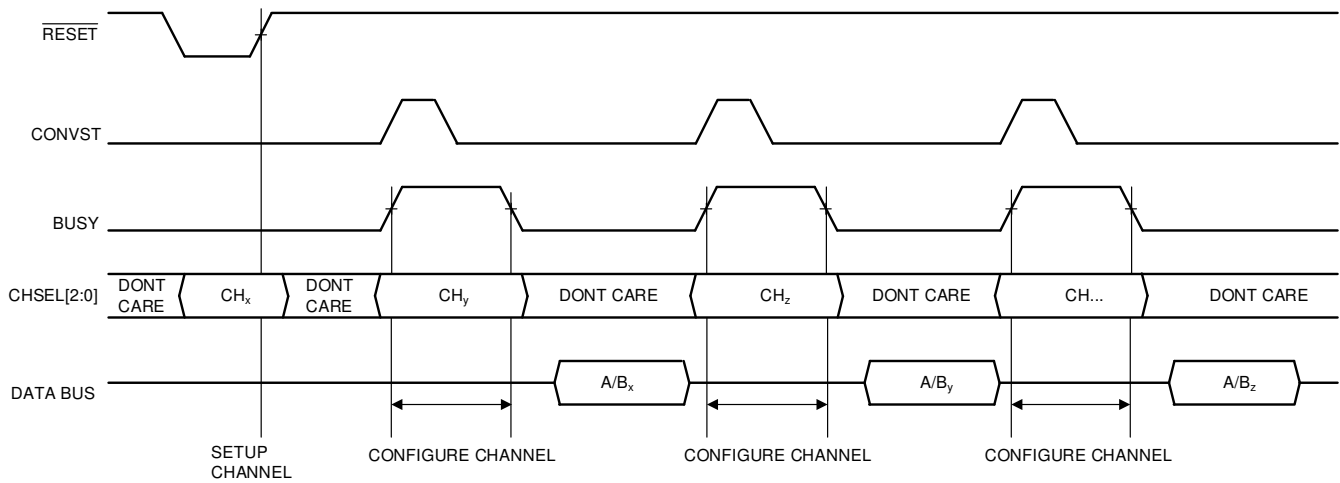 RESET
CONVST
BUSY
CHSEL[2:0] DONT CARE CHx DONT CARE CHy DONT CARE CHz DONT CARE CH... DONT CARE
DATA BUS A/Bx A/By A/Bz
SETUP CHANNEL CONFIGURE CHANNEL CONFIGURE CHANNEL CONFIGURE CHANNEL